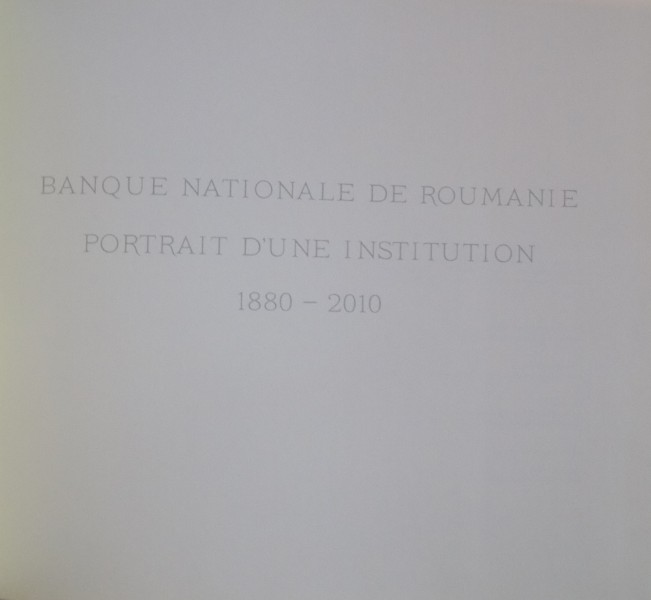 BANQUE NATIONALE DE ROUMANIE
PORTRAIT D'UNE INSTITUTION
1880 – 2010